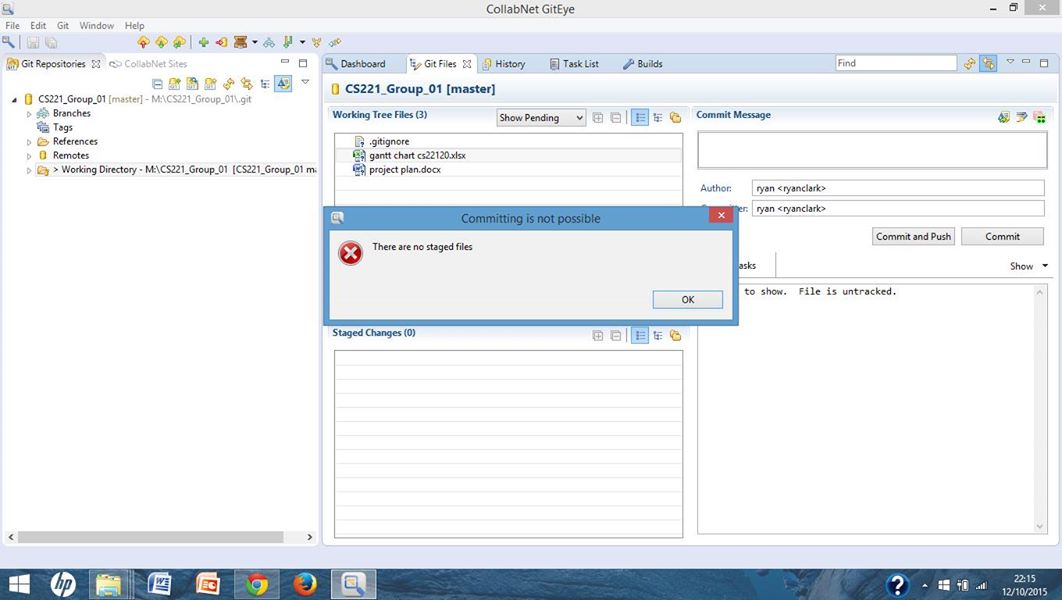 CollabNet GitEye
File Edit Git Window Help
Git Repositories CollabNet Sites
CS221_Group_01 [master] - M:\CS221_Group_01\.git
Branches
Tags
References
Remotes
> Working Directory - M:\CS221_Group_01 [CS221_Group_01 ma
Dashboard Git Files History Task List Builds Find
CS221_Group_01 [master]
Working Tree Files (3) Show Pending
.gitignore
gantt chart cs22120.xlsx
project plan.docx
Commit Message
Author: ryan <ryanclark>
ter: ryan <ryanclark>
Commit and Push Commit
asks Show
to show. File is untracked.
Committing is not possible
There are no staged files
OK
Staged Changes (0)
hp
22:15
12/10/2015